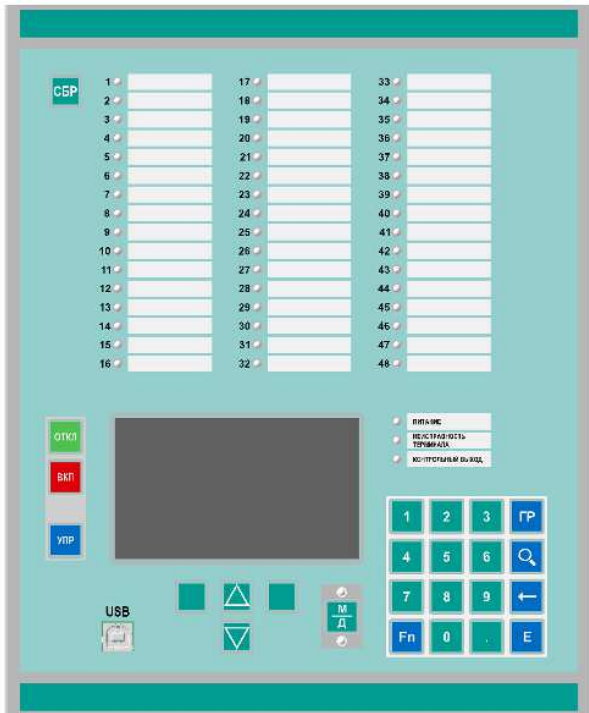 СБР
1 17 33
2 18 34
3 19 35
4 20 36
5 21 37
6 22 38
7 23 39
8 24 40
9 25 41
10 26 42
11 27 43
12 28 44
13 29 45
14 30 46
15 31 47
16 32 48
ПИТАНИЕ
НЕИСПРАВНОСТЬ
ТЕРМИНАЛА
КОНТРОЛЬНЫЙ ВЫХОД
ОТКЛ
ВКЛ
УПР
1 2 3 ГР
4 5 6
7 8 9 ←
Fn 0 . E
USB
М
Д